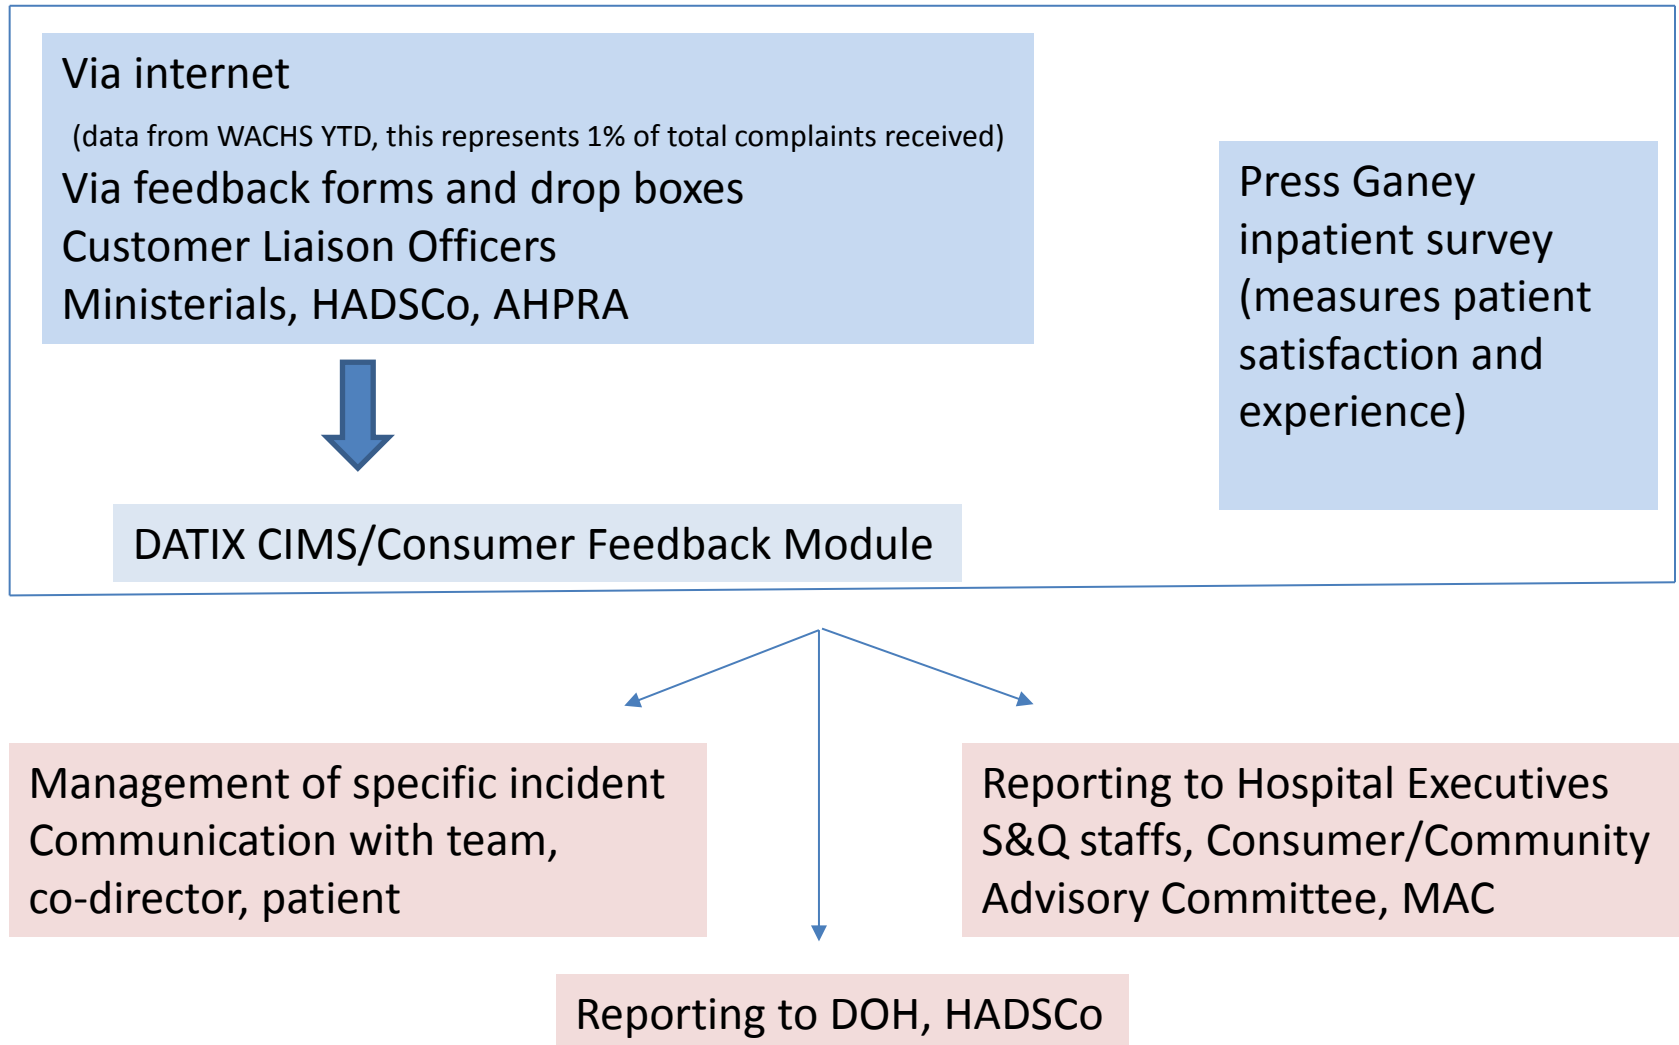 Via internet
(data from WACHS YTD, this represents 1% of total complaints received)
Via feedback forms and drop boxes
Customer Liaison Officers
Ministerials, HADSCo, AHPRA
Press Ganey
inpatient survey
(measures patient
satisfaction and
experience)
DATIX CIMS/Consumer Feedback Module
Management of specific incident
Communication with team,
co-director, patient
Reporting to Hospital Executives
S&Q staffs, Consumer/Community
Advisory Committee, MAC
Reporting to DOH, HADSCo